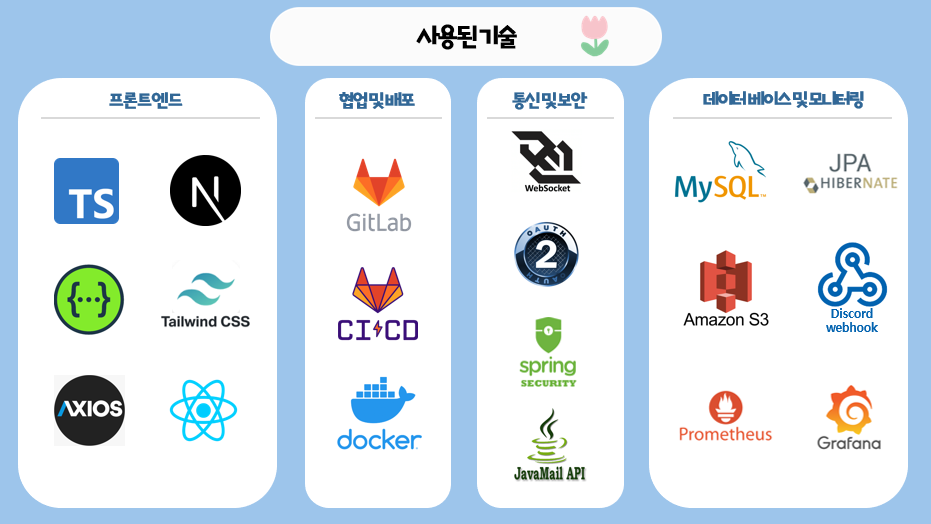 사용된 기술
프론트엔드
TS
N
{···}
Tailwind CSS
AXIOS
협업 및 배포
GitLab
CI CD
docker
통신 및 보안
WebSocket
OAUTH
2
AUTH
spring
SECURITY
JavaMail API
데이터 베이스 및 모니터링
MySQL™
JPA
HIBERNATE
Amazon S3
Discord
webhook
Prometheus
Grafana